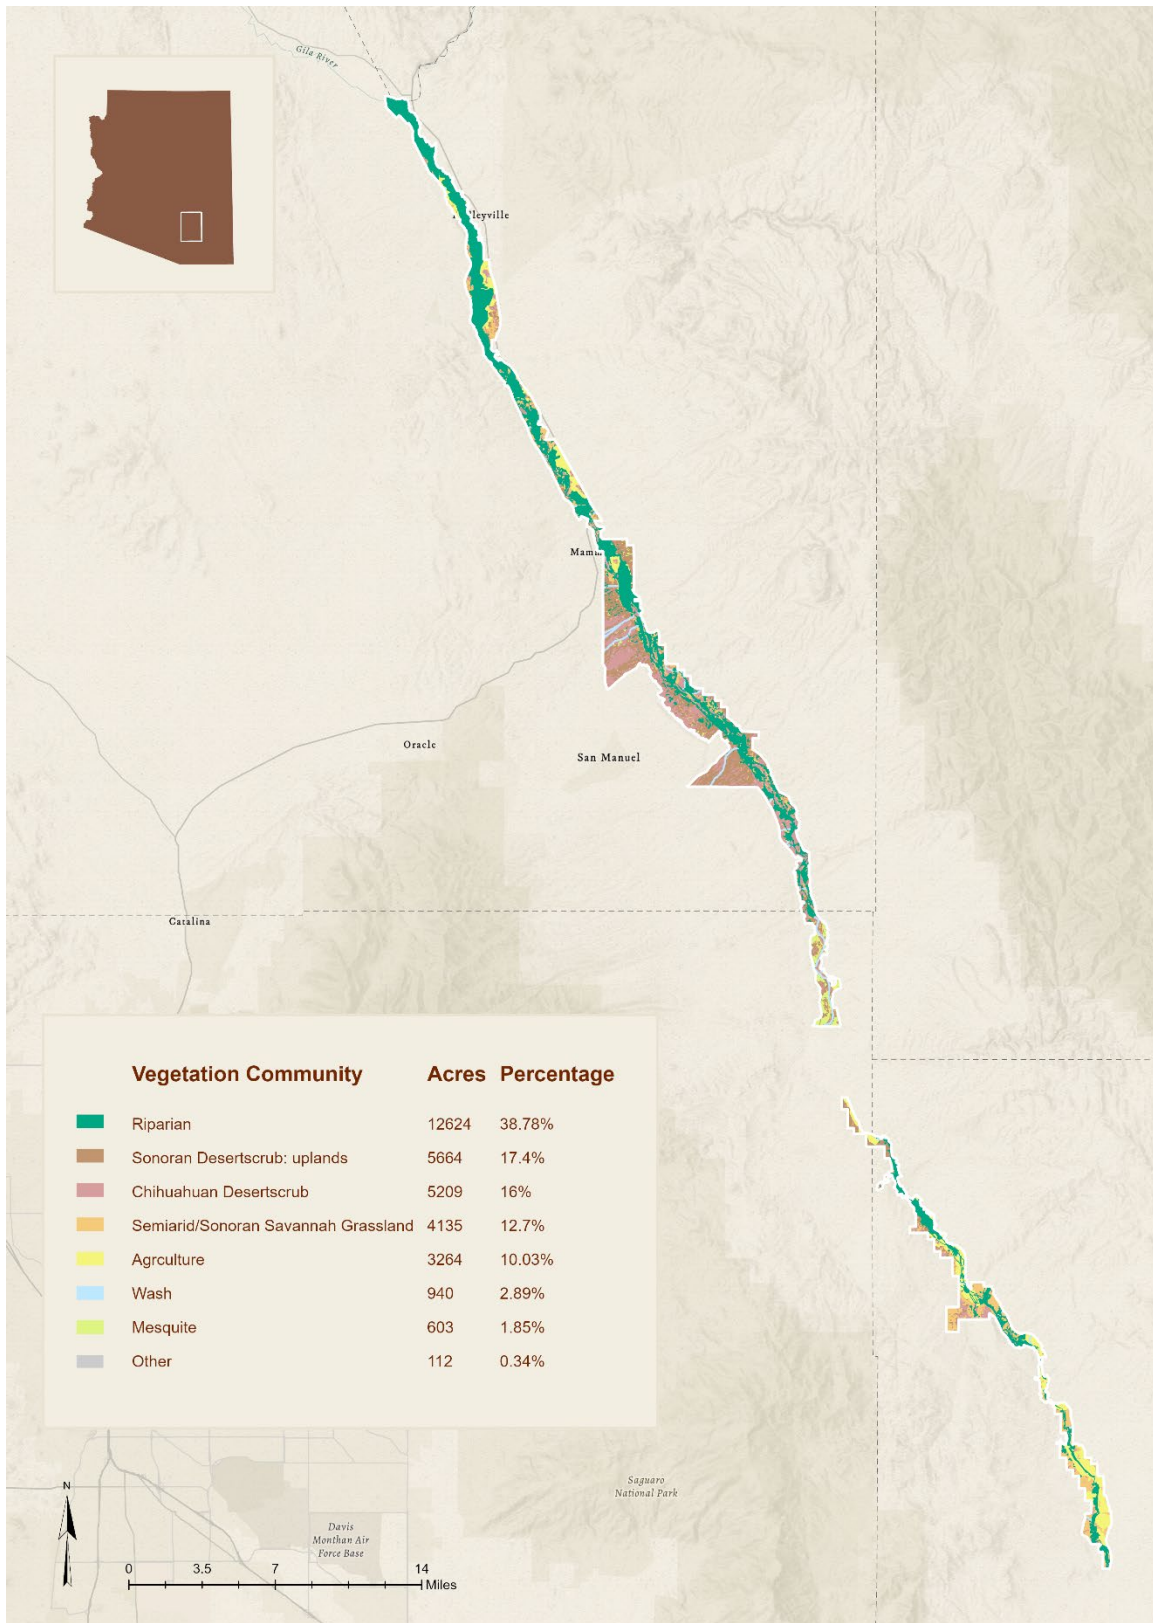 Gila River
leyville
Mam
Oracle
San Manuel
Catalina
Vegetation Community Acres Percentage
Riparian 12624 38.78%
Sonoran Desertscrub: uplands 5664 17.4%
Chihuahuan Desertscrub 5209 16%
Semiarid/Sonoran Savannah Grassland 4135 12.7%
Agrculture 3264 10.03%
Wash 940 2.89%
Mesquite 603 1.85%
Other 112 0.34%
Saguaro
National Park
N
Davis
Monthan Air
Force Base
0 3.5 7 14
Miles